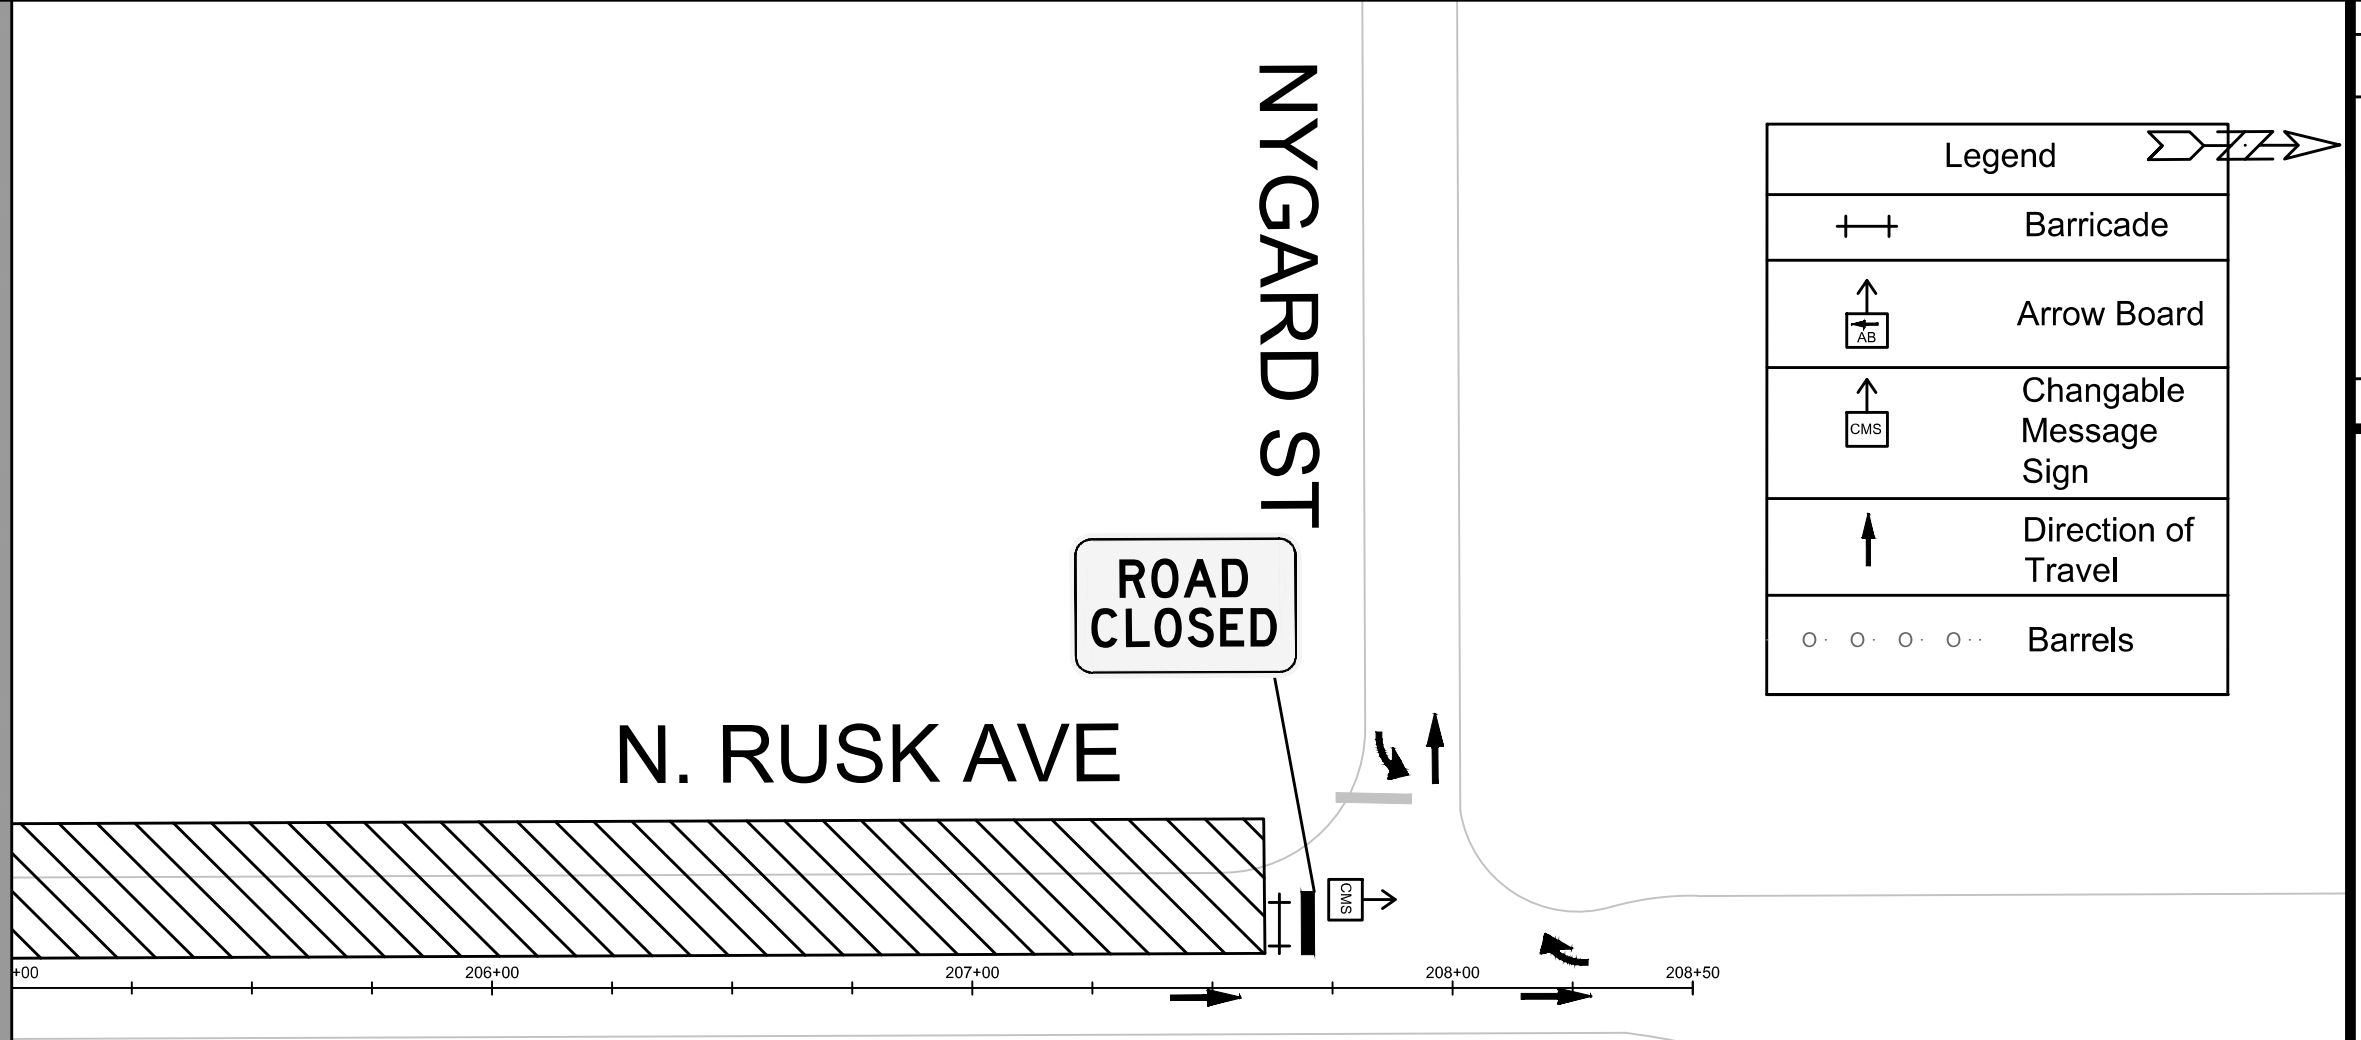 NYGARD ST
Legend
Barricade
AB
Arrow Board
CMS
Changable
Message
Sign
Direction of
Travel
Barrels
ROAD
CLOSED
N. RUSK AVE
CMS
+00
206+00
207+00
208+00
208+50